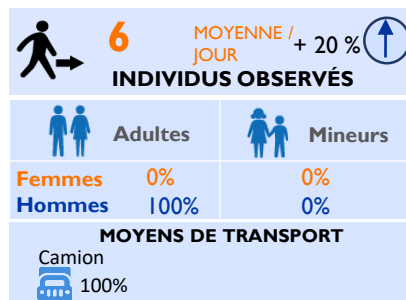 6 MOYENNE / JOUR + 20 %
INDIVIDUS OBSERVÉS
Adultes Mineurs
Femmes 0% 0%
Hommes 100% 0%
MOYENS DE TRANSPORT
Camion
100%